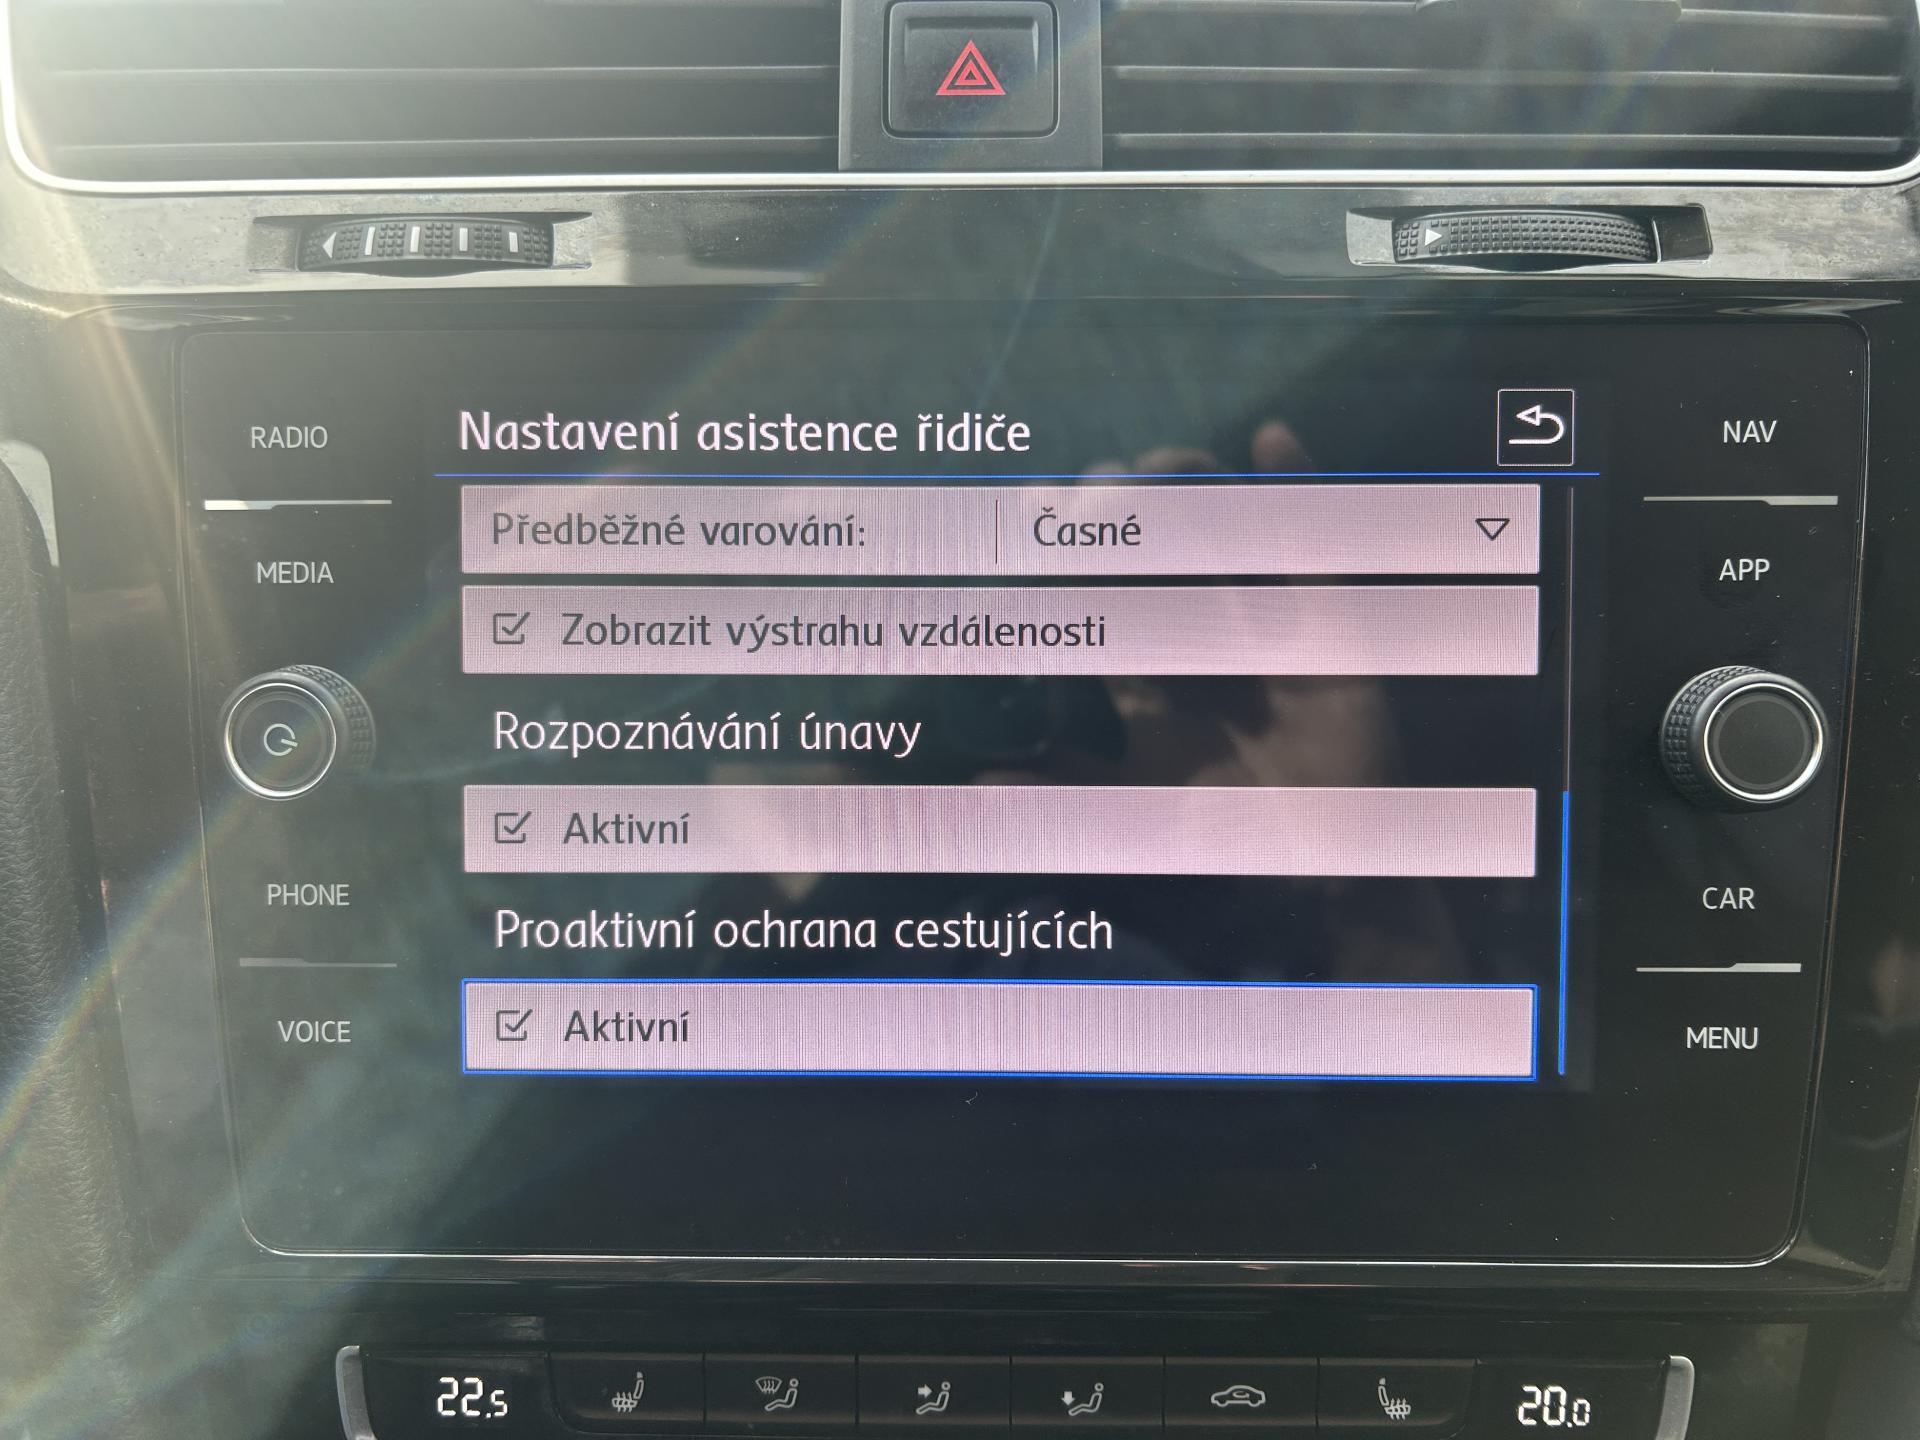 RADIO
MEDIA
PHONE
VOICE
Nastavení asistence řidiče
Předběžné varování: Časné
Zobrazit výstrahu vzdálenosti
Rozpoznávání únavy
Aktivní
Proaktivní ochrana cestujících
Aktivní
NAV
APP
CAR
MENU
22.5
20.0